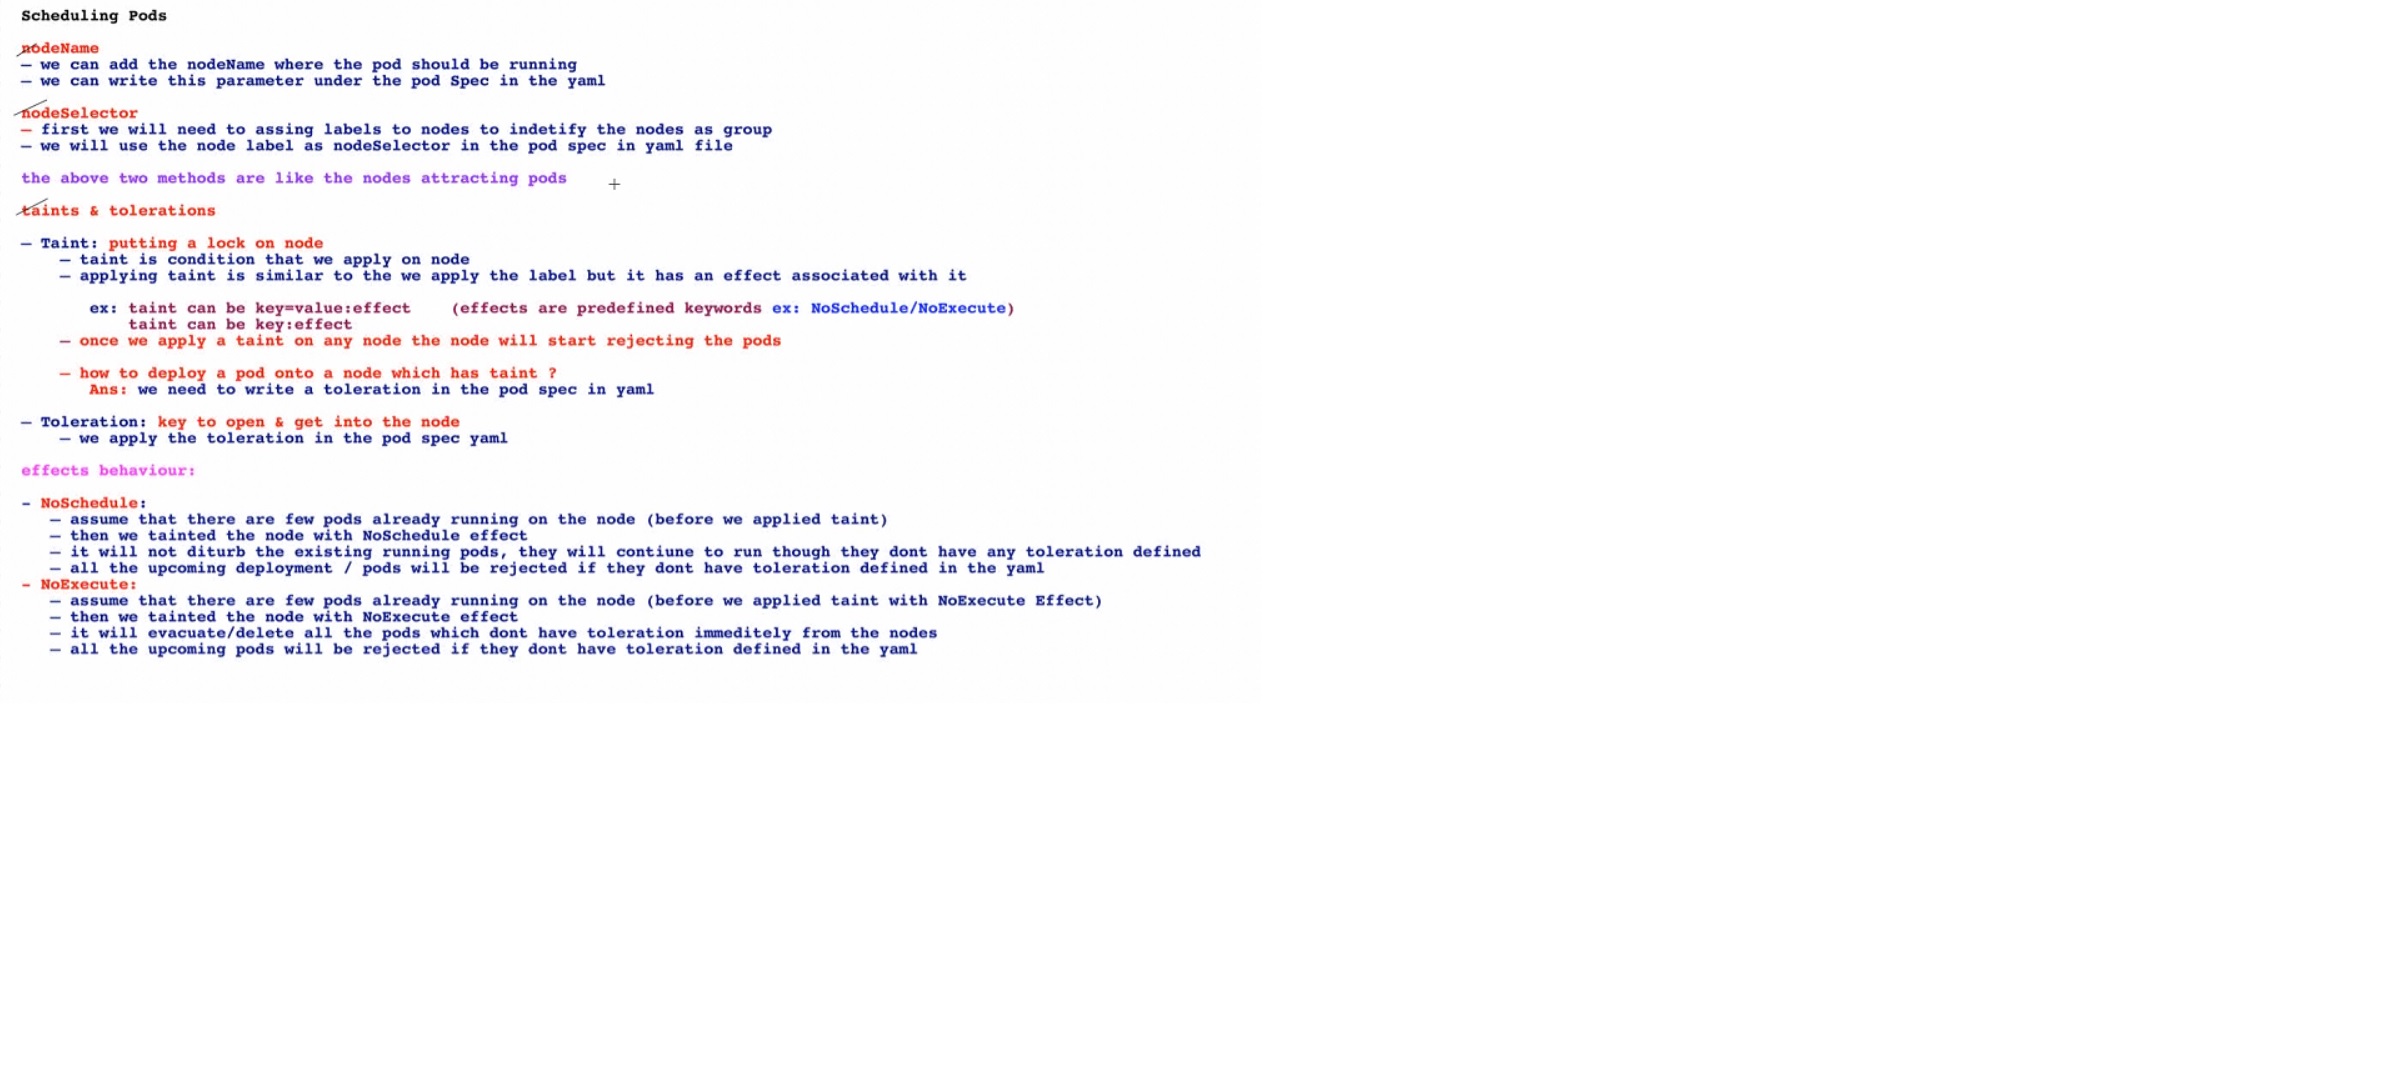 Scheduling Pods
nodeName
— we can add the nodeName where the pod should be running
— we can write this parameter under the pod Spec in the yaml
nodeSelector
— first we will need to assing labels to nodes to indetify the nodes as group
— we will use the node label as nodeSelector in the pod spec in yaml file
the above two methods are like the nodes attracting pods
taints & tolerations
— Taint: putting a lock on node
— taint is condition that we apply on node
— applying taint is similar to the we apply the label but it has an effect associated with it
ex: taint can be key=value:effect (effects are predefined keywords ex: NoSchedule/NoExecute)
taint can be key:effect
— once we apply a taint on any node the node will start rejecting the pods
— how to deploy a pod onto a node which has taint ?
Ans: we need to write a toleration in the pod spec in yaml
— Toleration: key to open & get into the node
— we apply the toleration in the pod spec yaml
effects behaviour:
- NoSchedule:
— assume that there are few pods already running on the node (before we applied taint)
— then we tainted the node with NoSchedule effect
— it will not diturb the existing running pods, they will contiune to run though they dont have any toleration defined
— all the upcoming deployment / pods will be rejected if they dont have toleration defined in the yaml
- NoExecute:
— assume that there are few pods already running on the node (before we applied taint with NoExecute Effect)
— then we tainted the node with NoExecute effect
— it will evacuate/delete all the pods which dont have toleration immeditely from the nodes
— all the upcoming pods will be rejected if they dont have toleration defined in the yaml